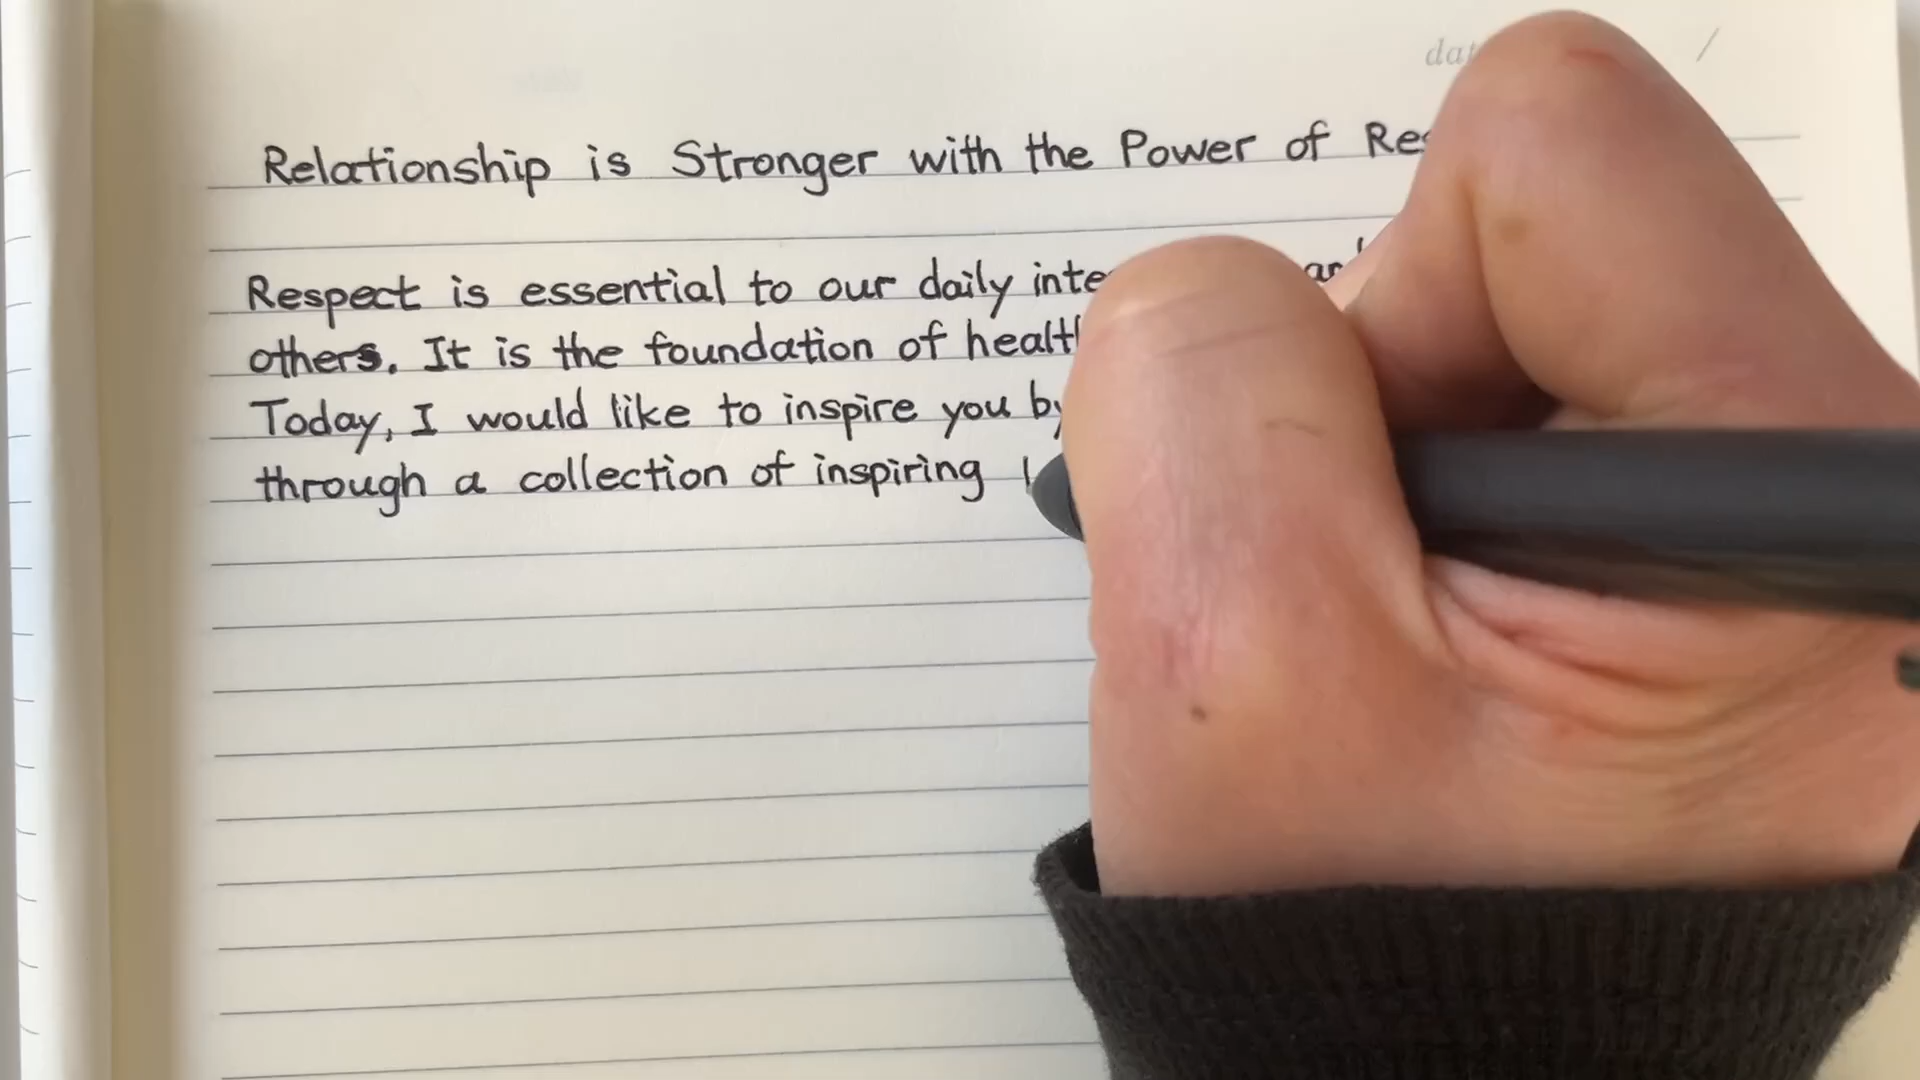 Relationship is Stronger with the Power of
Respect is essential to our daily
others. It is the foundation of
Today, I would like to inspire you by
through a collection of inspiring